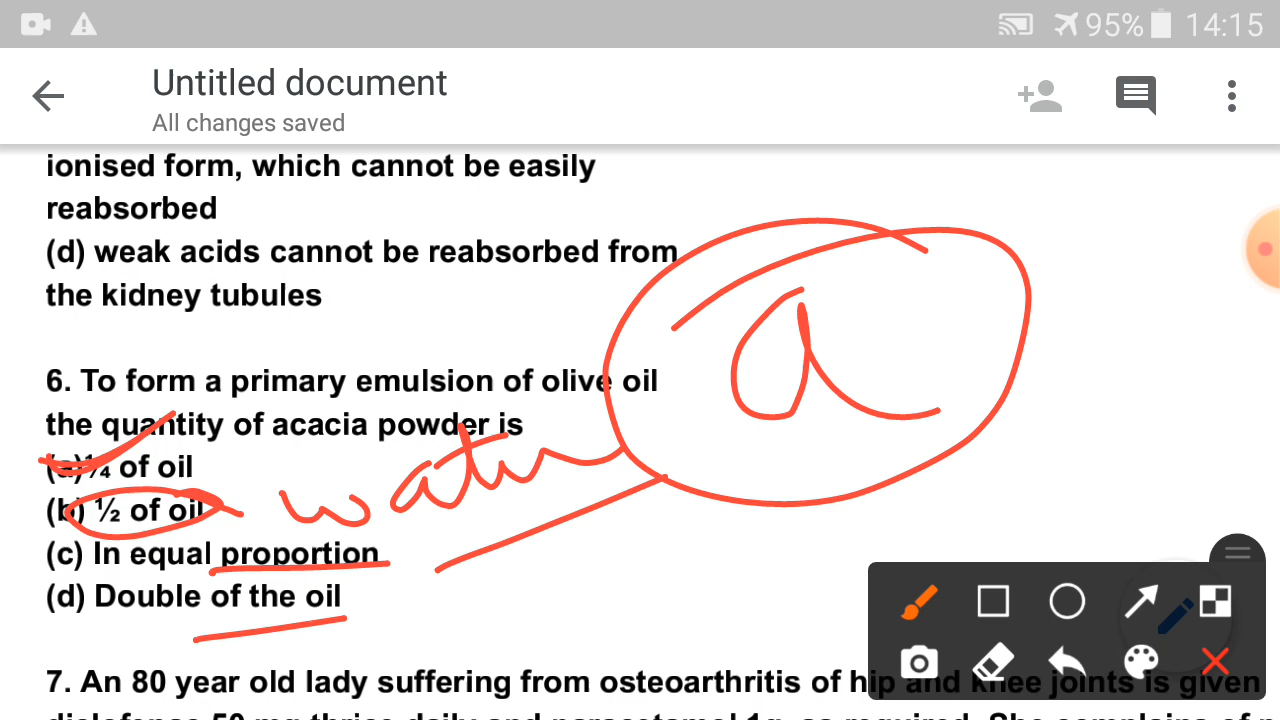 95% 14:15
Untitled document
All changes saved
ionised form, which cannot be easily
reabsorbed
(d) weak acids cannot be reabsorbed from
the kidney tubules
a
6. To form a primary emulsion of olive oil
the quantity of acacia powder is
(a)¼ of oil
(b) ½ of oil
water
(c) In equal proportion
(d) Double of the oil
7. An 80 year old lady suffering from osteoarthritis of hip and knee joints is given